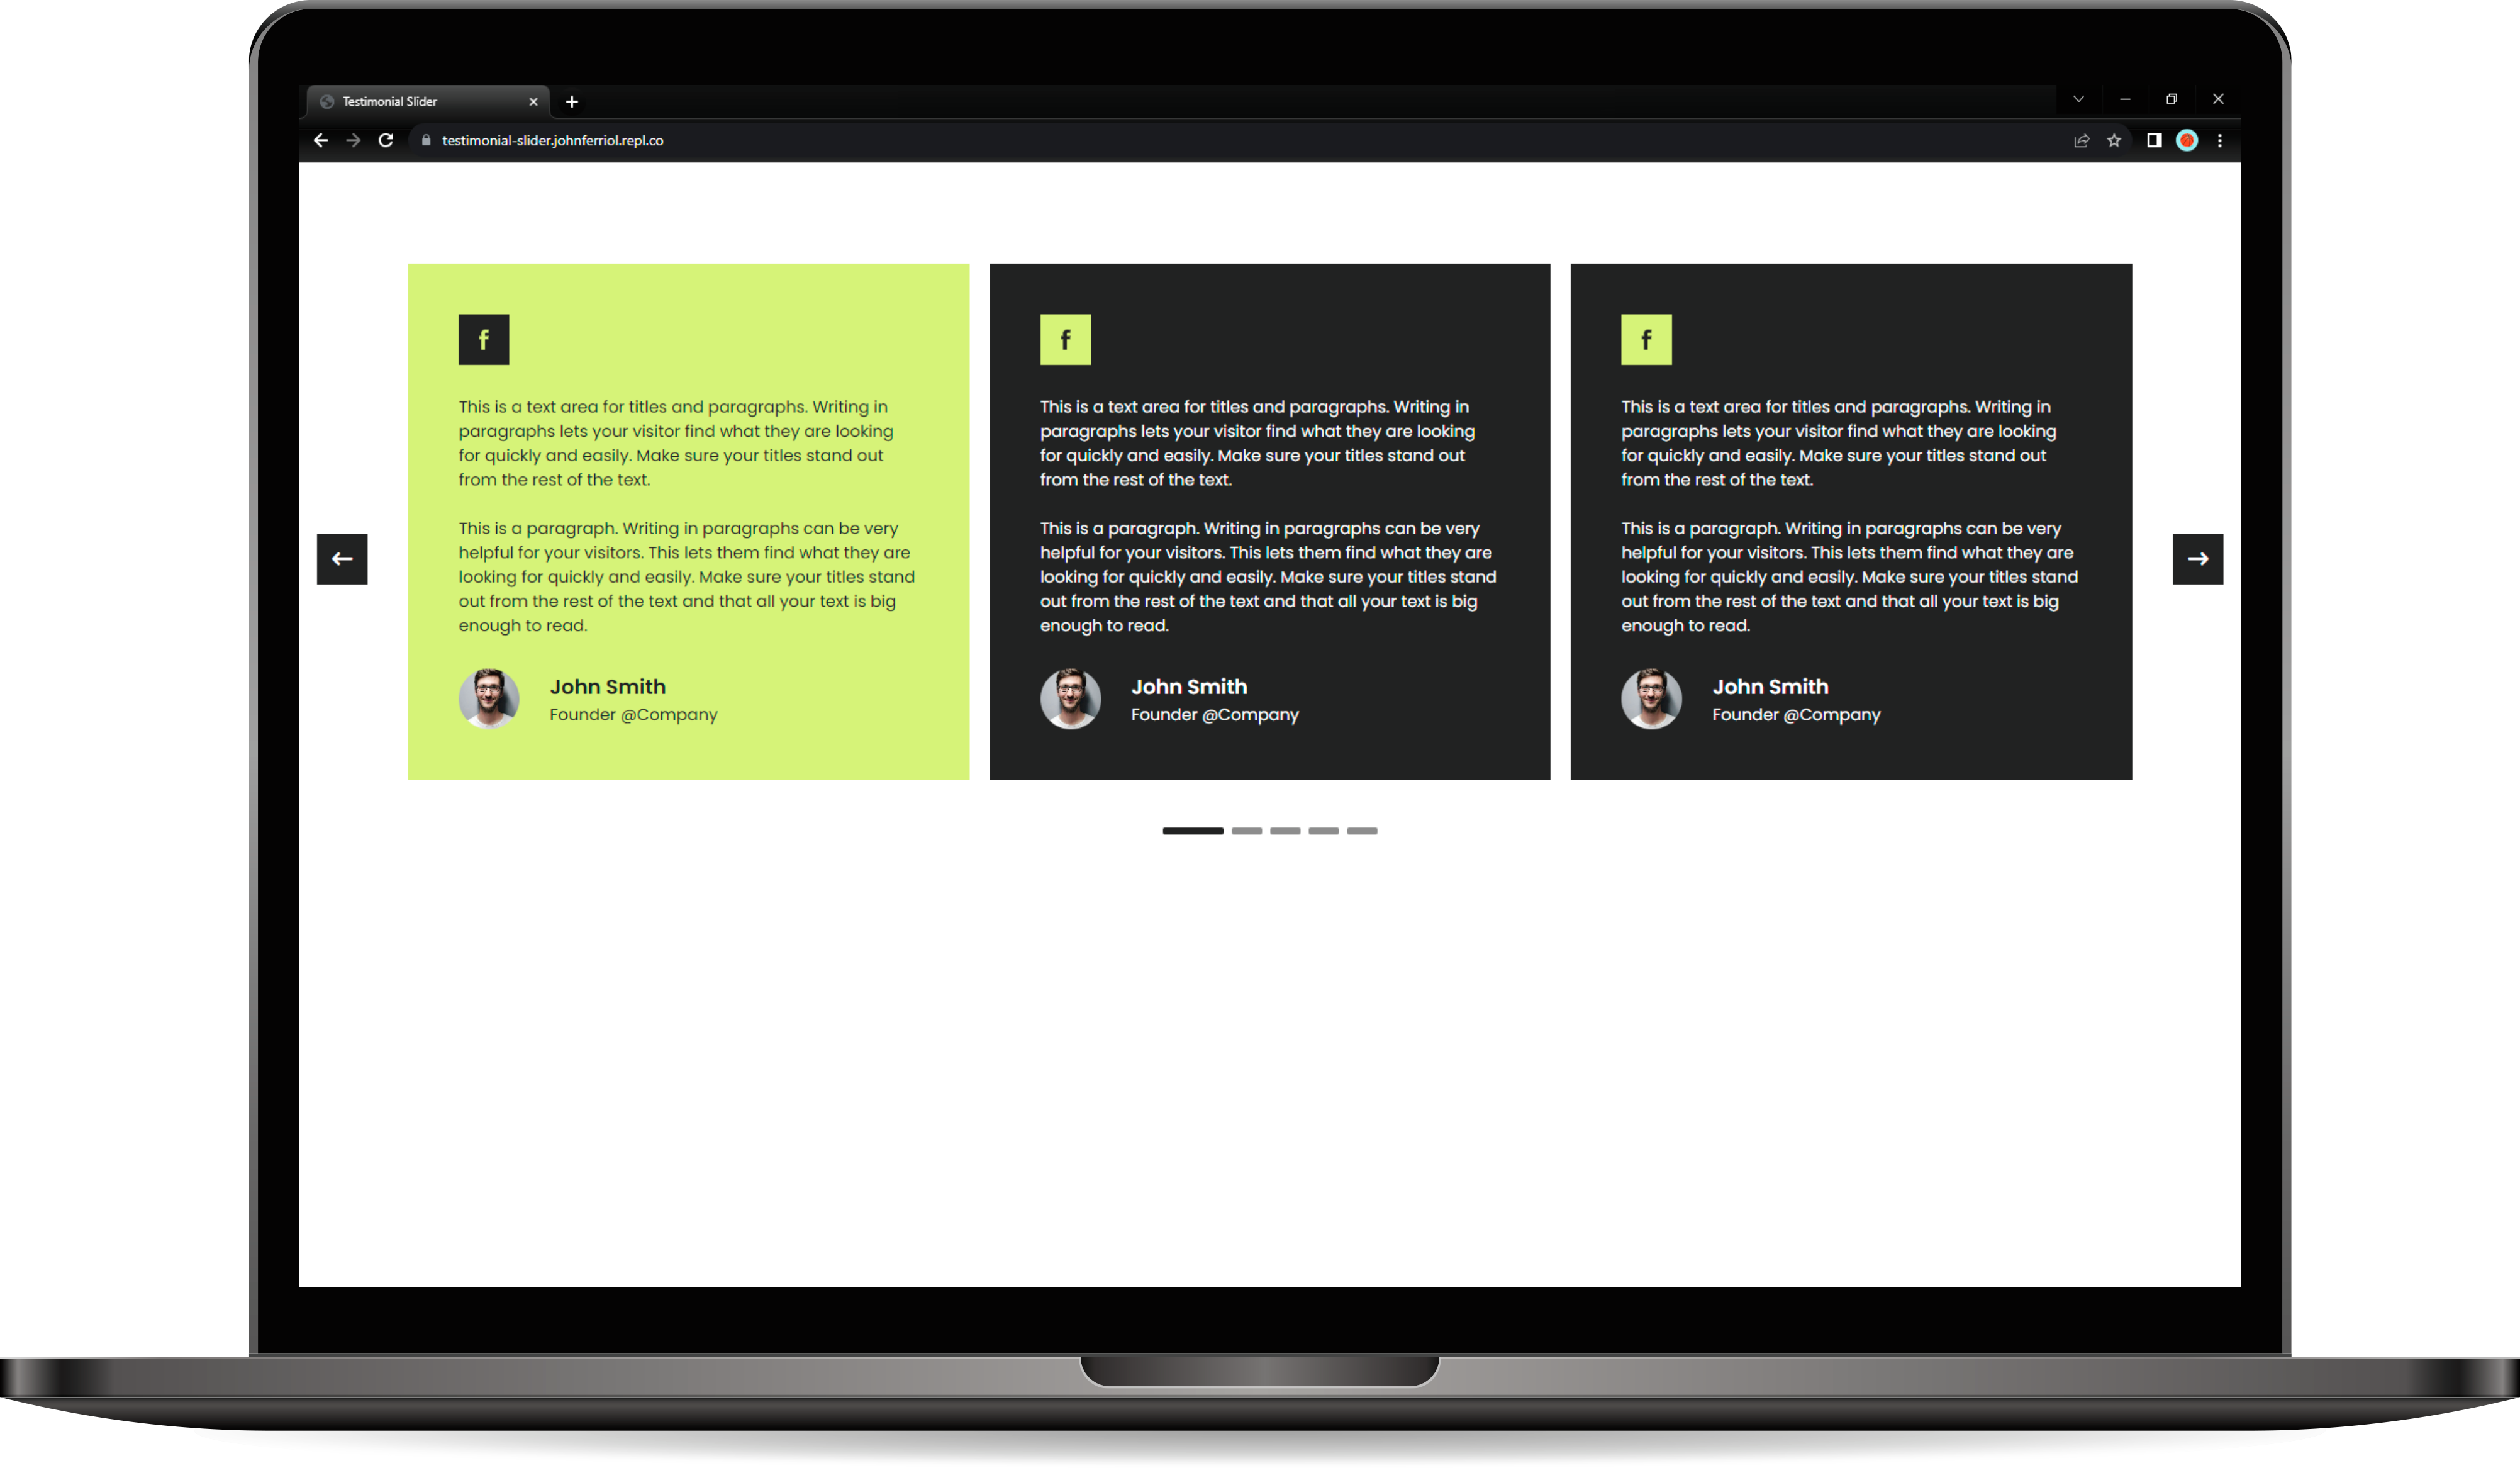 Testimonial Slider
testimonial-slider.johnferriol.repl.co
f
This is a text area for titles and paragraphs. Writing in
paragraphs lets your visitor find what they are looking
for quickly and easily. Make sure your titles stand out
from the rest of the text.
This is a paragraph. Writing in paragraphs can be very
helpful for your visitors. This lets them find what they are
looking for quickly and easily. Make sure your titles stand
out from the rest of the text and that all your text is big
enough to read.
John Smith
Founder @Company
f
This is a text area for titles and paragraphs. Writing in
paragraphs lets your visitor find what they are looking
for quickly and easily. Make sure your titles stand out
from the rest of the text.
This is a paragraph. Writing in paragraphs can be very
helpful for your visitors. This lets them find what they are
looking for quickly and easily. Make sure your titles stand
out from the rest of the text and that all your text is big
enough to read.
John Smith
Founder @Company
f
This is a text area for titles and paragraphs. Writing in
paragraphs lets your visitor find what they are looking
for quickly and easily. Make sure your titles stand out
from the rest of the text.
This is a paragraph. Writing in paragraphs can be very
helpful for your visitors. This lets them find what they are
looking for quickly and easily. Make sure your titles stand
out from the rest of the text and that all your text is big
enough to read.
John Smith
Founder @Company